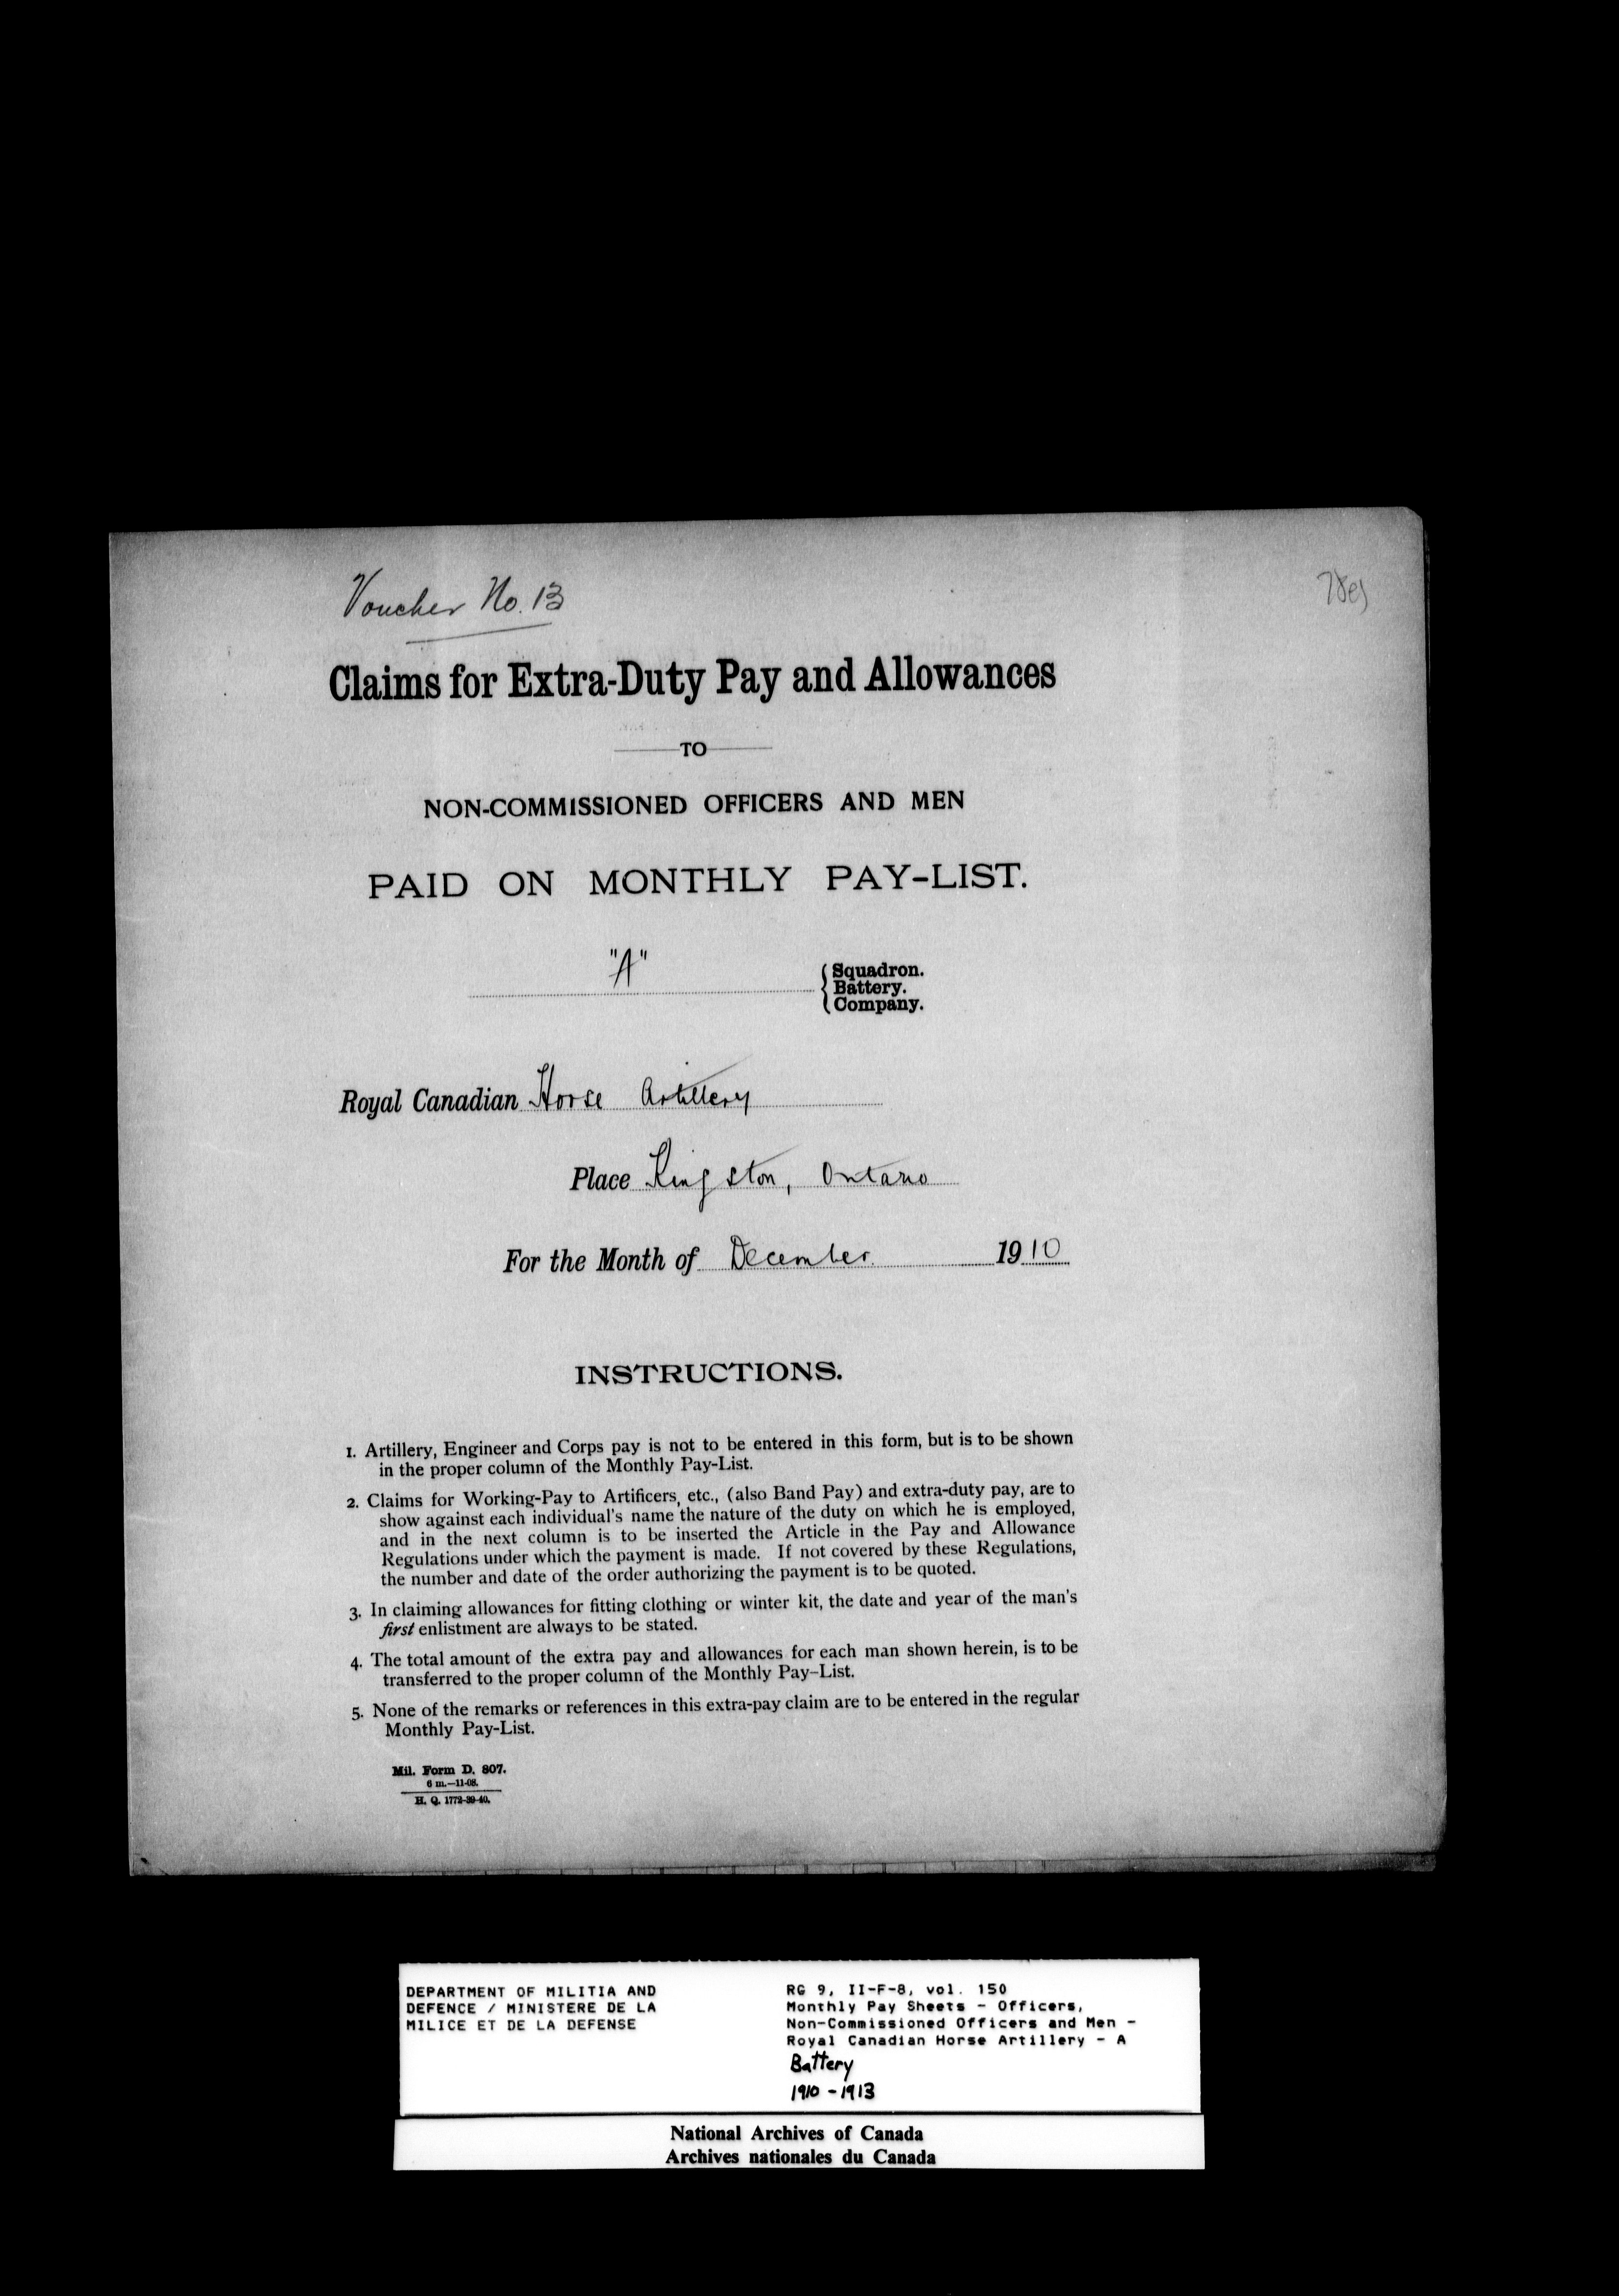 Voucher No. 13
Claims for Extra-Duty Pay and Allowances
TO
NON-COMMISSIONED OFFICERS AND MEN
PAID ON MONTHLY PAY-LIST.
"A"
Squadron.
Battery.
Company.
Royal Canadian Horse Artillery
Place Kingston, Ontario
For the Month of December 1910
INSTRUCTIONS.
1. Artillery, Engineer and Corps pay is not to be entered in this form, but is to be shown
in the proper column of the Monthly Pay-List.
2. Claims for Working-Pay to Artificers, etc., (also Band Pay) and extra-duty pay, are to
show against each individual's name the nature of the duty on which he is employed,
and in the next column is to be inserted the Article in the Pay and Allowance
Regulations under which the payment is made. If not covered by these Regulations,
the number and date of the order authorizing the payment is to be quoted.
3. In claiming allowances for fitting clothing or winter kit, the date and year of the man's
first enlistment are always to be stated.
4. The total amount of the extra pay and allowances for each man shown herein, is to be
transferred to the proper column of the Monthly Pay-List.
5. None of the remarks or references in this extra-pay claim are to be entered in the regular
Monthly Pay-List.
Mil. Form D. 807.
6 m.—11-08.
H. Q. 1772-39-40.
DEPARTMENT OF MILITIA AND
DEFENCE / MINISTERE DE LA
MILICE ET DE LA DEFENSE
RG 9, II-F-8, vol. 150
Monthly Pay Sheets - Officers,
Non-Commissioned Officers and Men -
Royal Canadian Horse Artillery - A
Battery
1910 - 1913
National Archives of Canada
Archives nationales du Canada